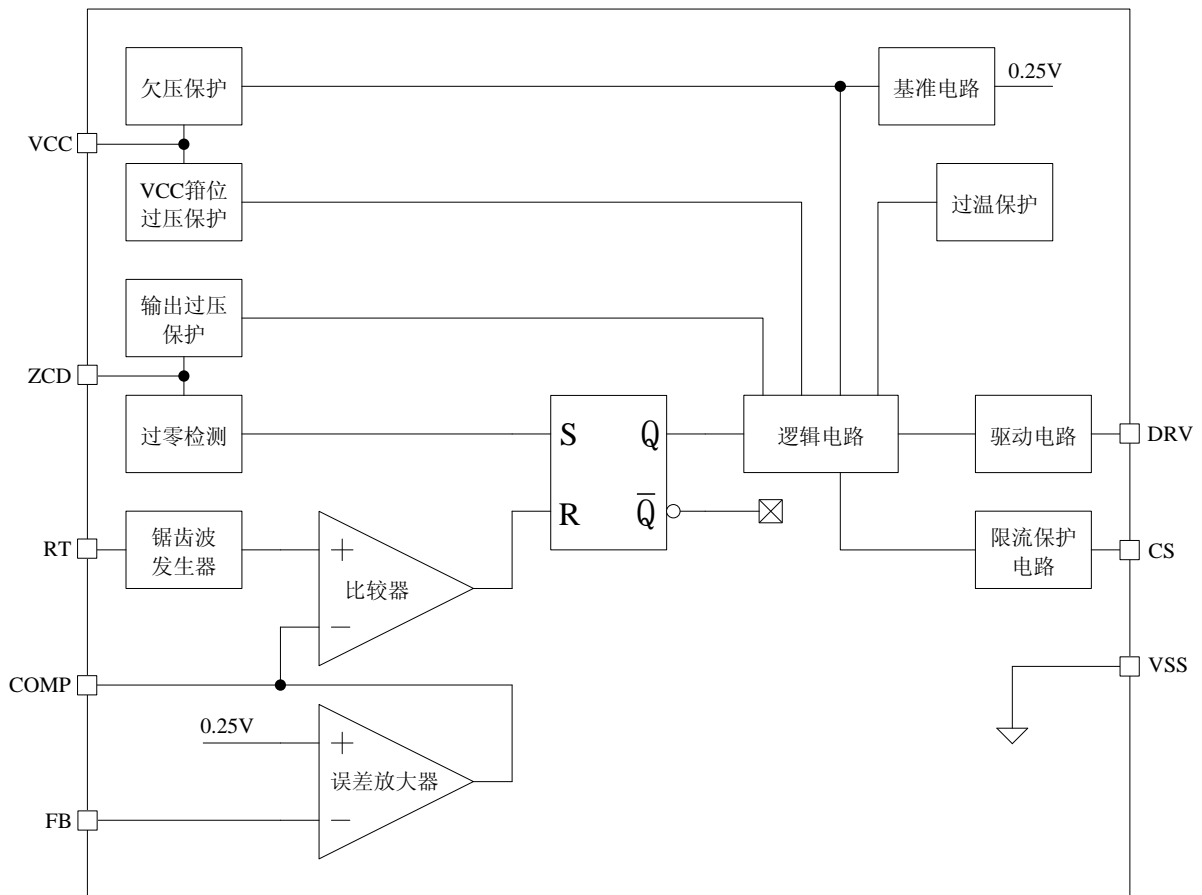 欠压保护
基准电路
0.25V
VCC
VCC箝位
过压保护
过温保护
输出过压
保护
ZCD
过零检测
S
Q
逻辑电路
驱动电路
DRV
R
Q̅
RT
锯齿波
发生器
+
比较器
−
限流保护
电路
CS
COMP
VSS
0.25V
+
误差放大器
−
FB